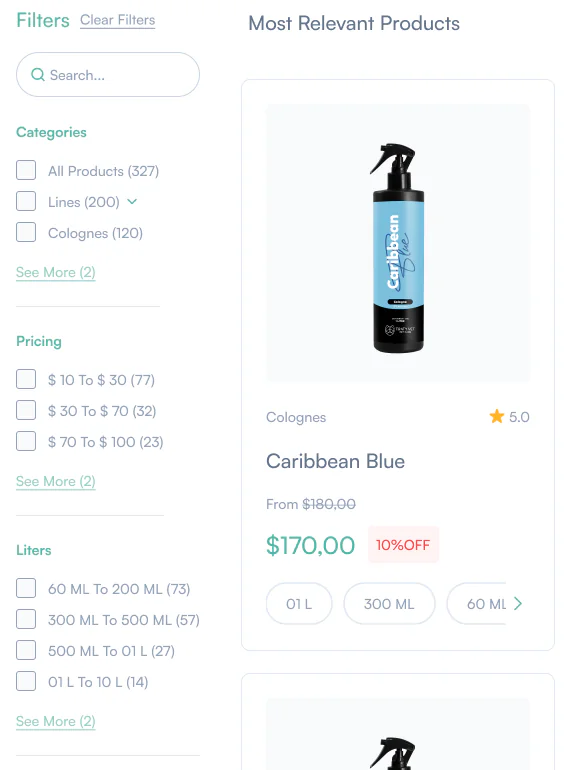 Filters Clear Filters
Search...
Categories
All Products (327)
Lines (200)
Colognes (120)
See More (2)
Pricing
$ 10 To $ 30 (77)
$ 30 To $ 70 (32)
$ 70 To $ 100 (23)
See More (2)
Liters
60 ML To 200 ML (73)
300 ML To 500 ML (57)
500 ML To 01 L (27)
01 L To 10 L (14)
See More (2)
Most Relevant Products
Caribbean
Blue
Colognes 5.0
Caribbean Blue
From $180,00
$170,00 10%OFF
01 L 300 ML 60 ML